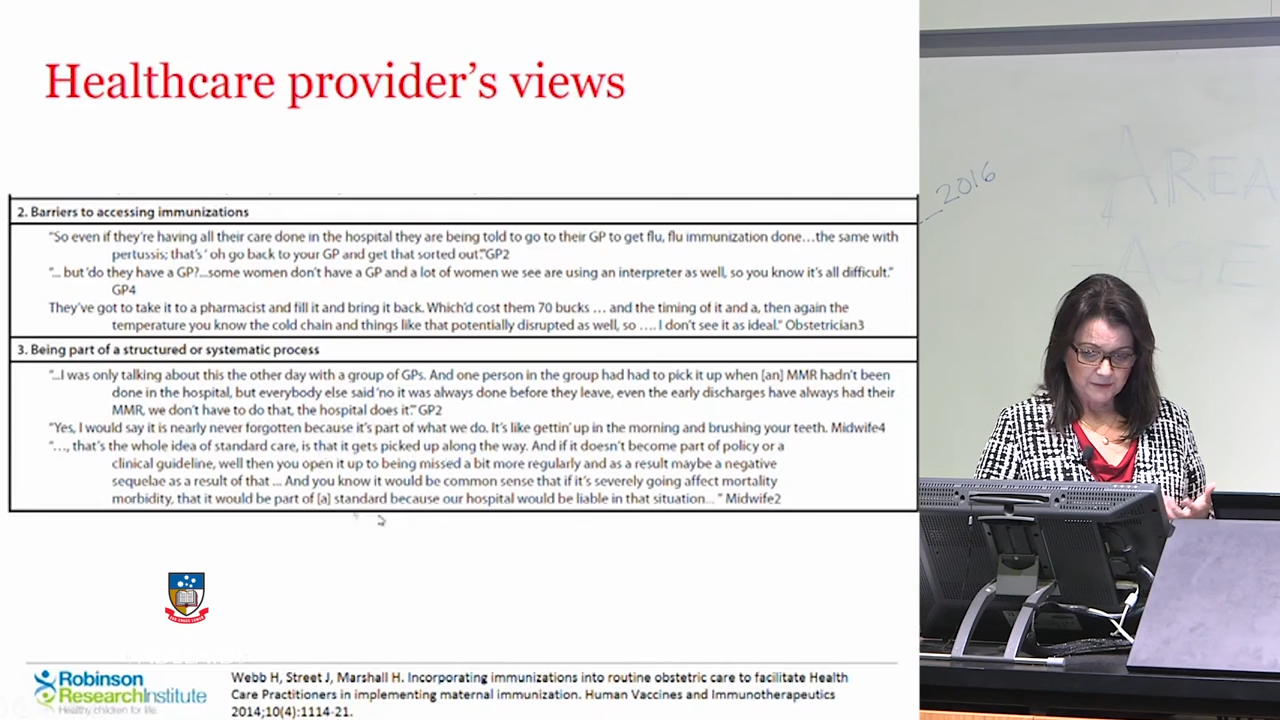 Healthcare provider's views
2. Barriers to accessing immunizations
"So even if they're having all their care done in the hospital they are being told to go to their GP to get flu, flu immunization done…the same with
pertussis; that's ' oh go back to your GP and get that sorted out'." GP2
"... but 'do they have a GP?'...some women don't have a GP and a lot of women we see are using an interpreter as well, so you know it's all difficult."
GP4
They've got to take it to a pharmacist and fill it and bring it back. Which'd cost them 70 bucks … and the timing of it and a, then again the
temperature you know the cold chain and things like that potentially disrupted as well, so …. I don't see it as ideal." Obstetrician3
3. Being part of a structured or systematic process
"...I was only talking about this the other day with a group of GPs. And one person in the group had had to pick it up when [an] MMR hadn't been
done in the hospital, but everybody else said 'no it was always done before they leave, even the early discharges have always had their
MMR, we don't have to do that, the hospital does it'." GP2
"Yes, I would say it is nearly never forgotten because it's part of what we do. It's like gettin' up in the morning and brushing your teeth. Midwife4
"…, that's the whole idea of standard care, is that it gets picked up along the way. And if it doesn't become part of policy or a
clinical guideline, well then you open it up to being missed a bit more regularly and as a result maybe a negative
sequelae as a result of that ... And you know it would be common sense that if it's severely going affect mortality
morbidity, that it would be part of [a] standard because our hospital would be liable in that situation... " Midwife2
Robinson
ResearchInstitute
Healthy children for life.
Webb H, Street J, Marshall H. Incorporating immunizations into routine obstetric care to facilitate Health
Care Practitioners in implementing maternal immunization. Human Vaccines and Immunotherapeutics
2014;10(4):1114-21.
2016
AREA
AGE